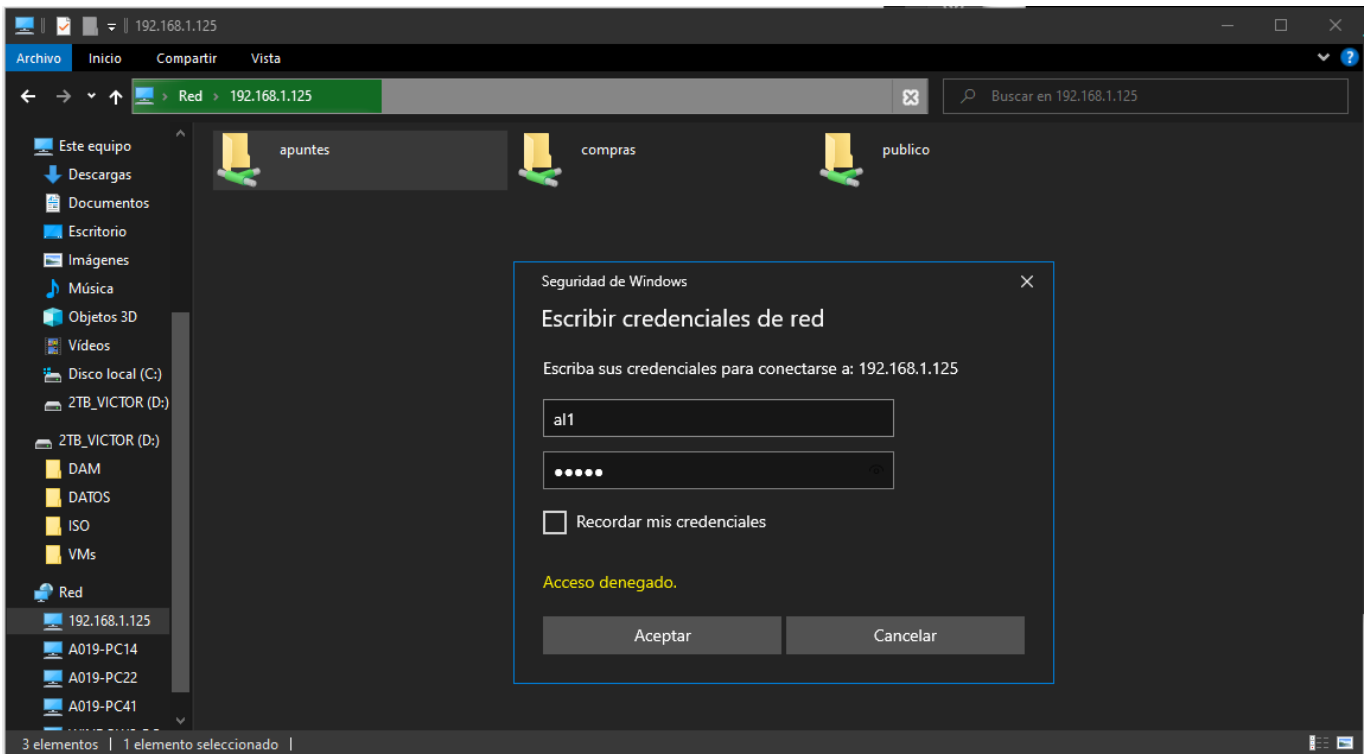 192.168.1.125
Archivo Inicio Compartir Vista
Red 192.168.1.125
Buscar en 192.168.1.125
Este equipo
Descargas
Documentos
Escritorio
Imágenes
Música
Objetos 3D
Vídeos
Disco local (C:)
2TB_VICTOR (D:)
2TB_VICTOR (D:)
DAM
DATOS
ISO
VMs
Red
192.168.1.125
A019-PC14
A019-PC22
A019-PC41
apuntes compras publico
Seguridad de Windows
Escribir credenciales de red
Escriba sus credenciales para conectarse a: 192.168.1.125
al1
Recordar mis credenciales
Acceso denegado.
Aceptar Cancelar
3 elementos | 1 elemento seleccionado |